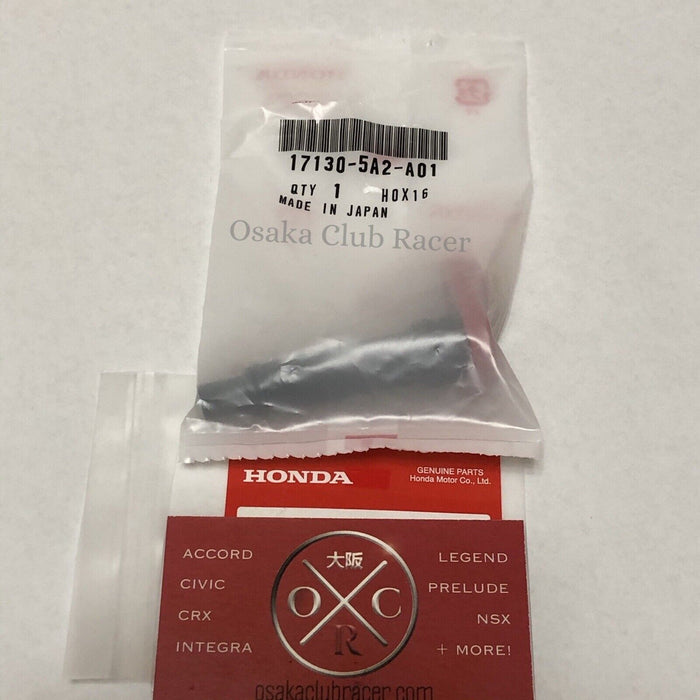 HONDA
17130-5A2-A01
QTY 1 HOX16
MADE IN JAPAN
Osaka Club Racer
HONDA
GENUINE PARTS
Honda Motor Co., Ltd.
ACCORD
CIVIC
CRX
INTEGRA
大阪
O C
R
LEGEND
PRELUDE
NSX
+ MORE!
osakaclubracer.com